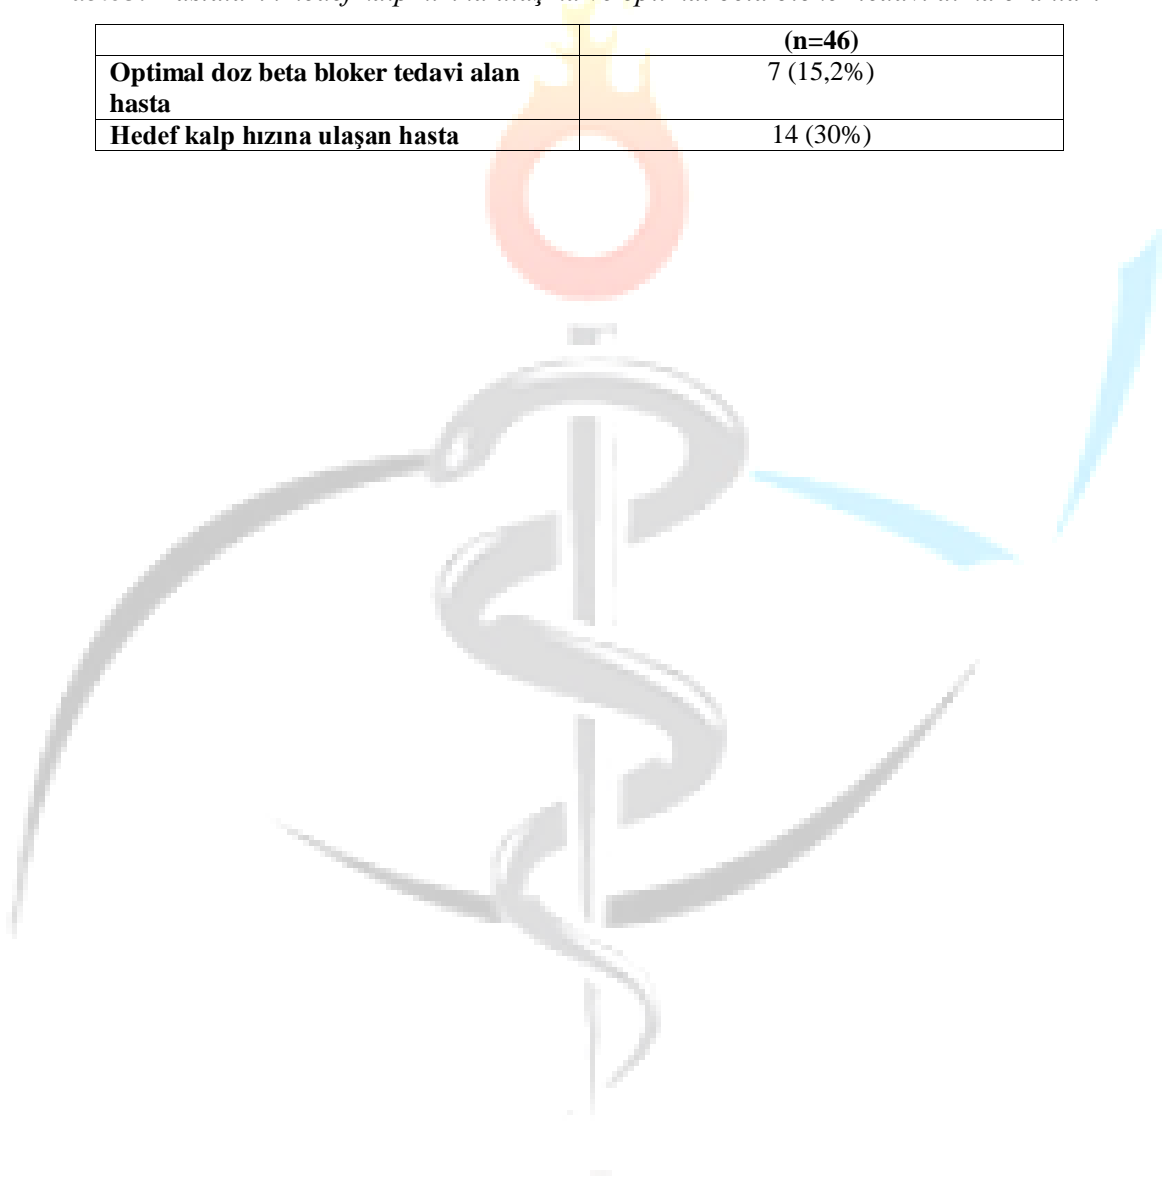 (n=46)
Optimal doz beta bloker tedavi alan
hasta
7 (15,2%)
Hedef kalp hızına ulaşan hasta
14 (30%)